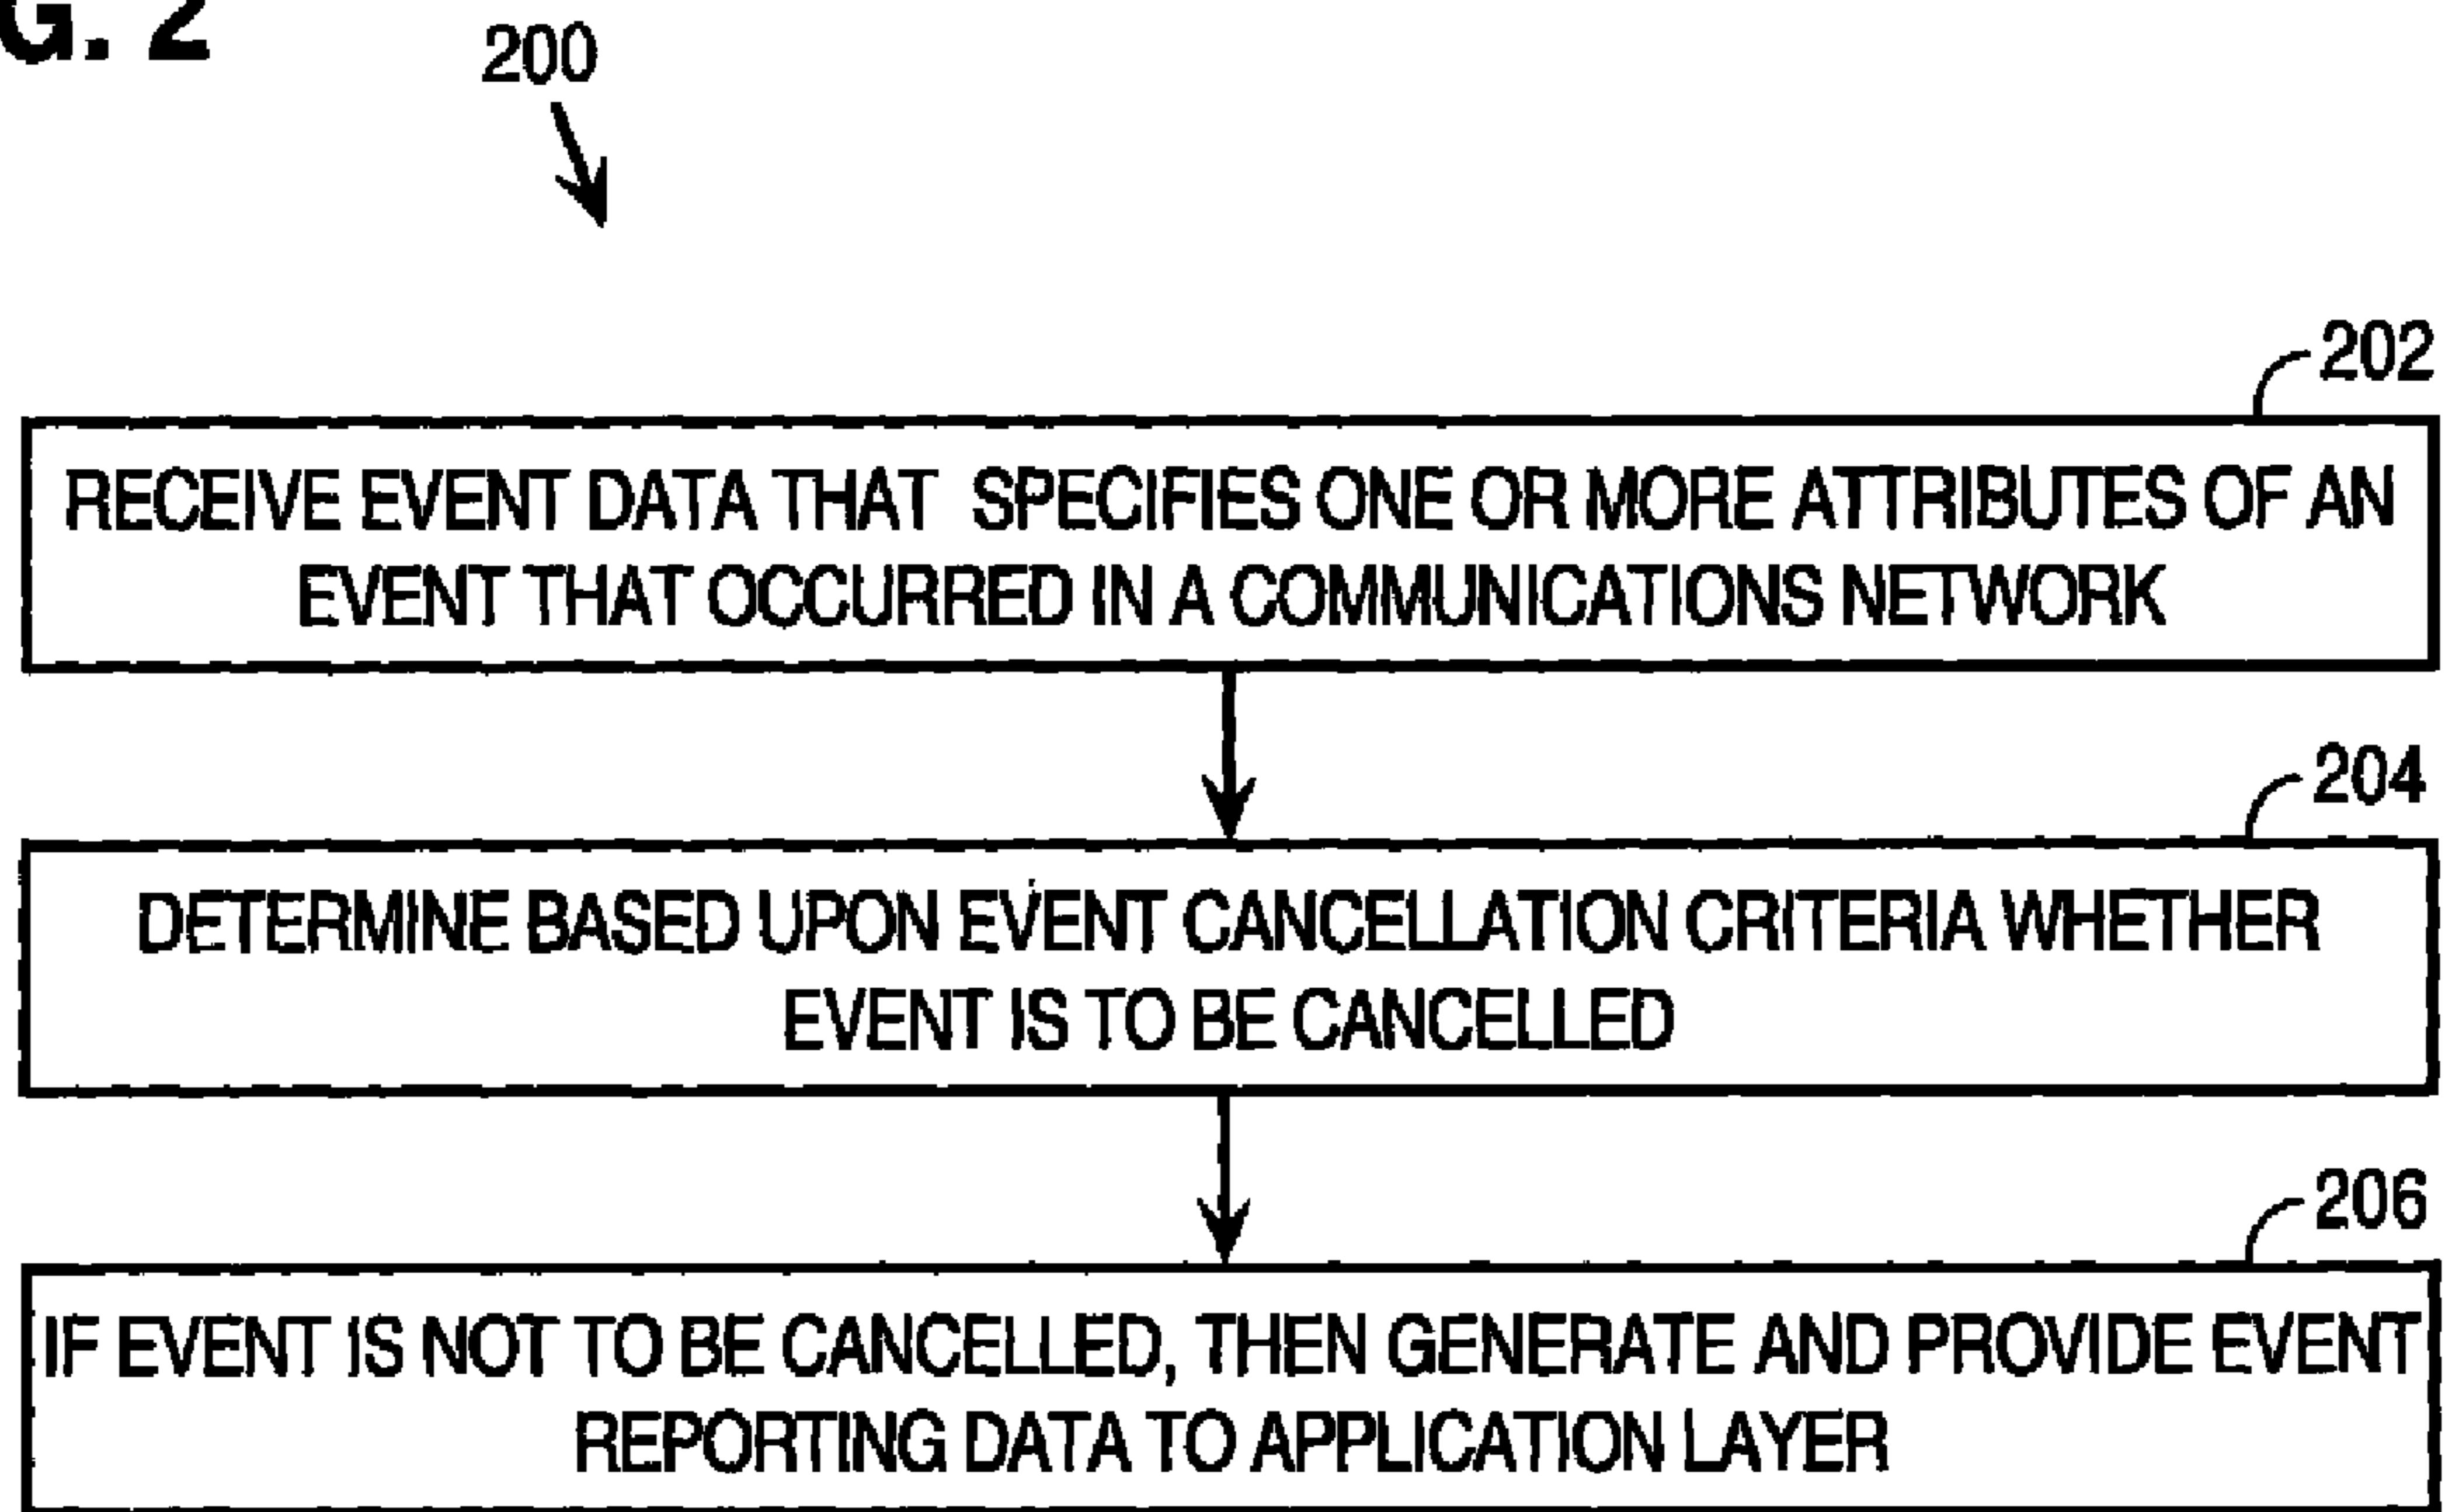 G. 2
200
202
RECEIVE EVENT DATA THAT SPECIFIES ONE OR MORE ATTRIBUTES OF AN
EVENT THAT OCCURRED IN A COMMUNICATIONS NETWORK
204
DETERMINE BASED UPON EVENT CANCELLATION CRITERIA WHETHER
EVENT IS TO BE CANCELLED
206
IF EVENT IS NOT TO BE CANCELLED, THEN GENERATE AND PROVIDE EVENT
REPORTING DATA TO APPLICATION LAYER